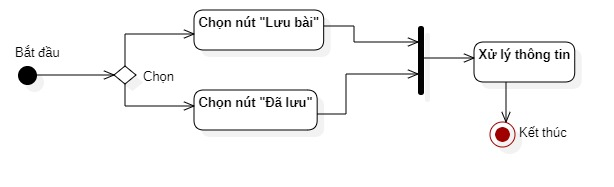 Bắt đầu
Chọn
Chọn nút "Lưu bài"
Chọn nút "Đã lưu"
Xử lý thông tin
Kết thúc